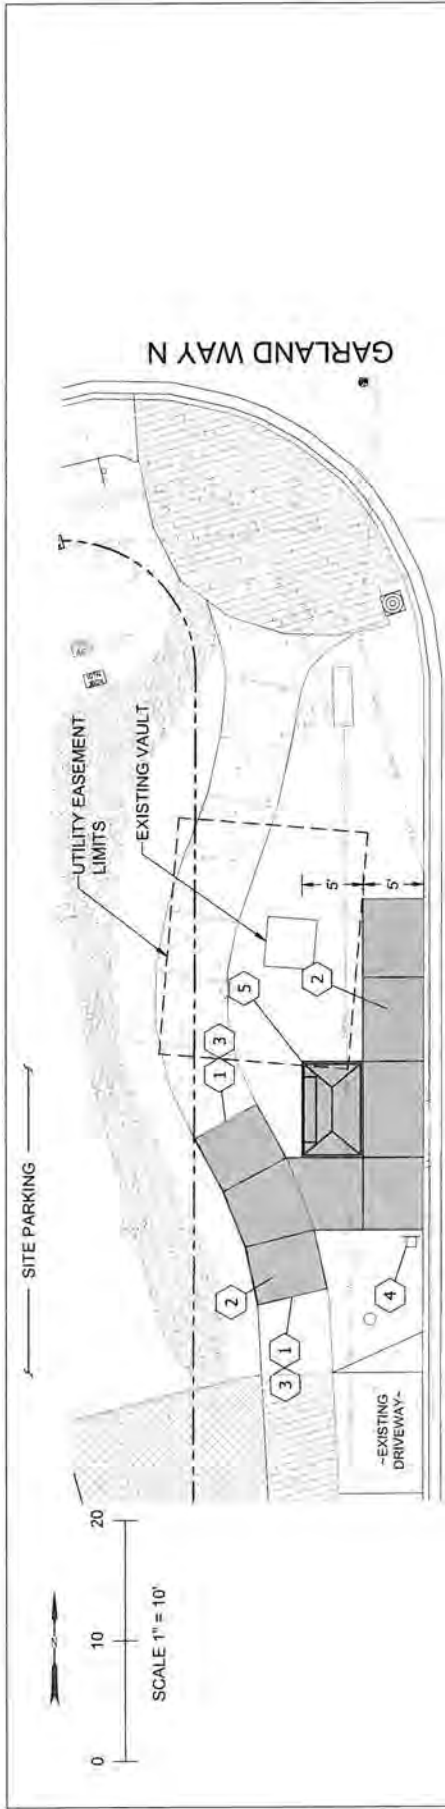 SITE PARKING
UTILITY EASEMENT
LIMITS
EXISTING VAULT
GARLAND WAY N
1
3
5
2
5'
5'
2
1
3
4
~EXISTING
DRIVEWAY~
N
0
10
20
SCALE 1" = 10'